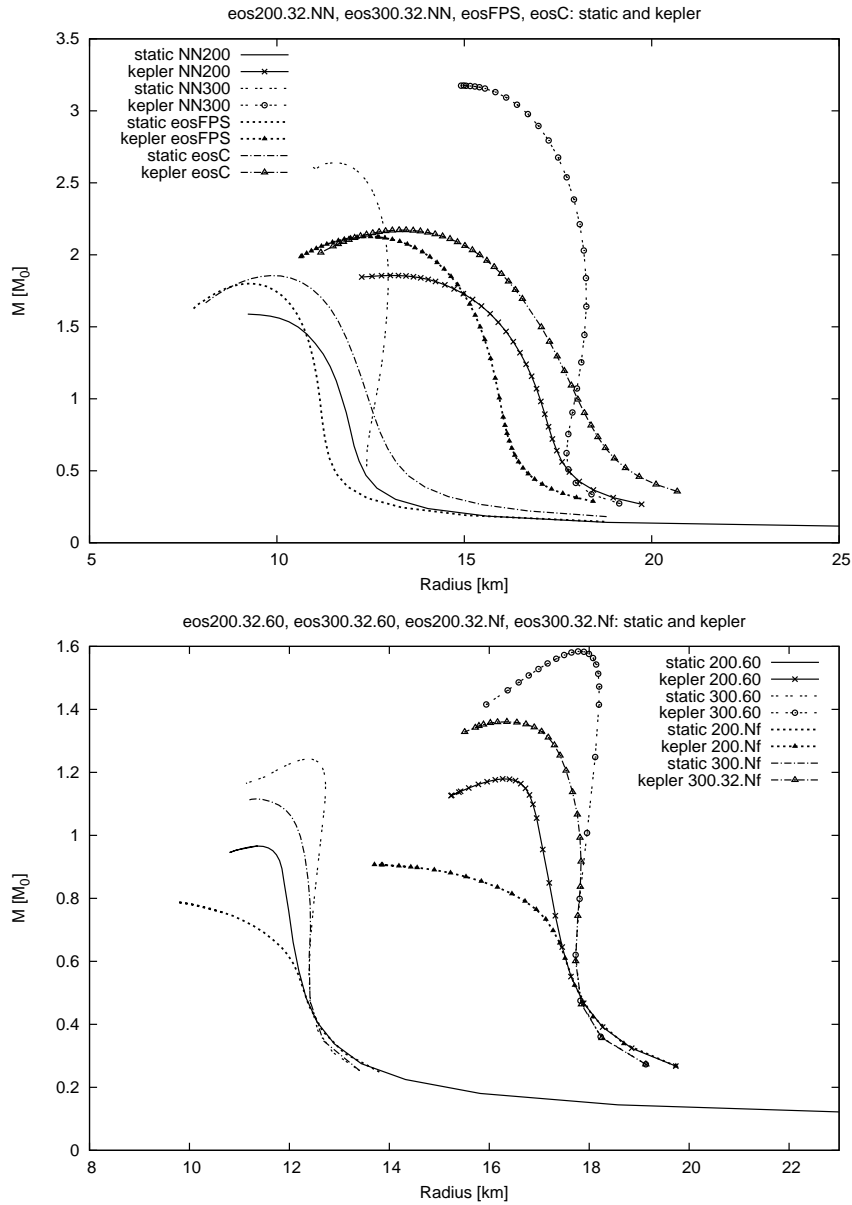 eos200.32.NN, eos300.32.NN, eosFPS, eosC: static and kepler
static NN200
kepler NN200
static NN300
kepler NN300
static eosFPS
kepler eosFPS
static eosC
kepler eosC
3.5
3
2.5
2
1.5
1
0.5
0
M [M₀]
5
10
15
20
25
Radius [km]
eos200.32.60, eos300.32.60, eos200.32.Nf, eos300.32.Nf: static and kepler
static 200.60
kepler 200.60
static 300.60
kepler 300.60
static 200.Nf
kepler 200.Nf
static 300.Nf
kepler 300.32.Nf
1.6
1.4
1.2
1
0.8
0.6
0.4
0.2
0
M [M₀]
8
10
12
14
16
18
20
22
Radius [km]